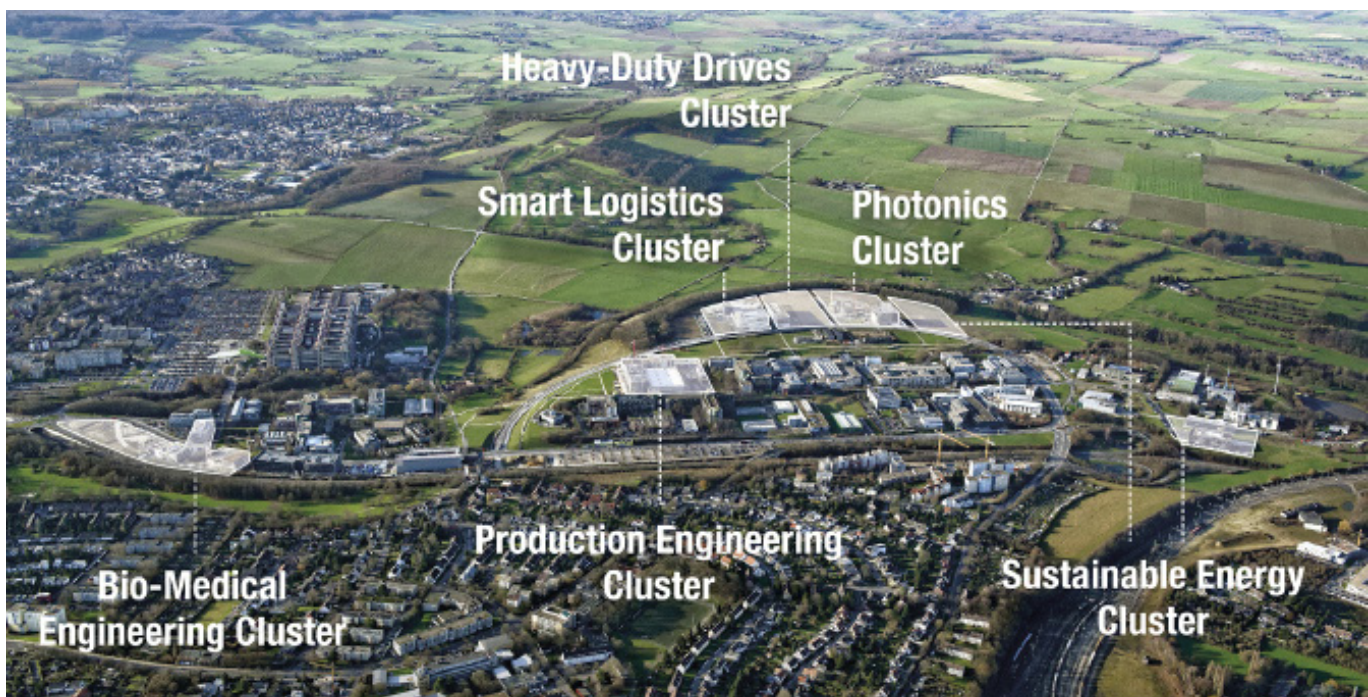 Heavy-Duty Drives
Cluster
Smart Logistics
Cluster
Photonics
Cluster
Production Engineering
Cluster
Bio-Medical
Engineering Cluster
Sustainable Energy
Cluster